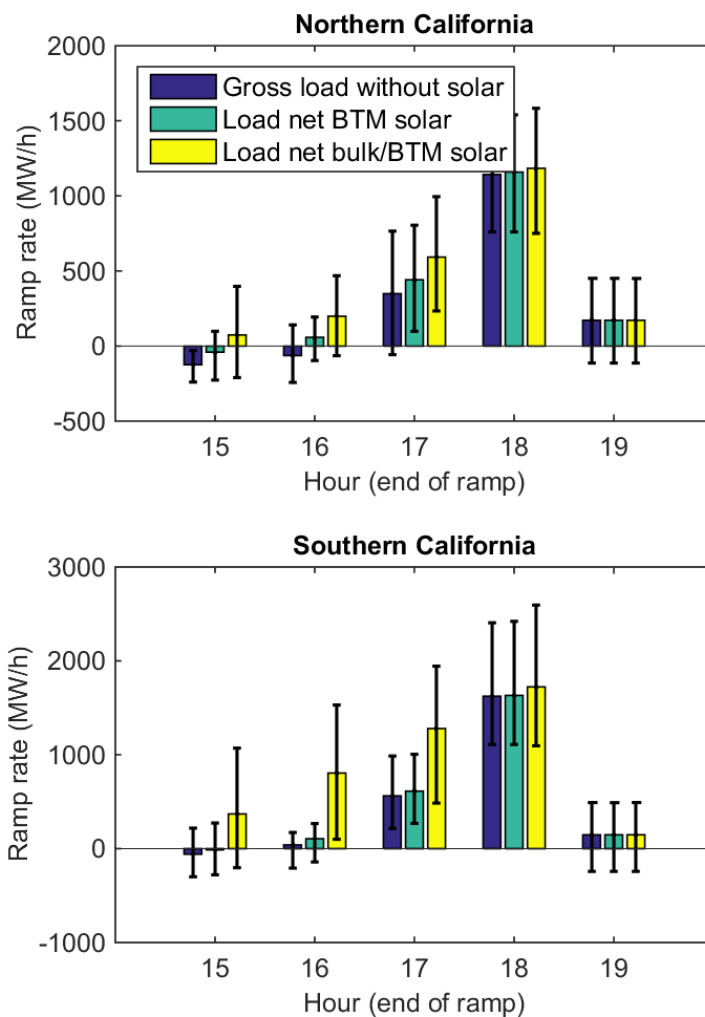 Northern California
2000
1500
1000
500
0
-500
Ramp rate (MW/h)
Gross load without solar
Load net BTM solar
Load net bulk/BTM solar
15 16 17 18 19
Hour (end of ramp)
Southern California
3000
2000
1000
0
-1000
Ramp rate (MW/h)
15 16 17 18 19
Hour (end of ramp)